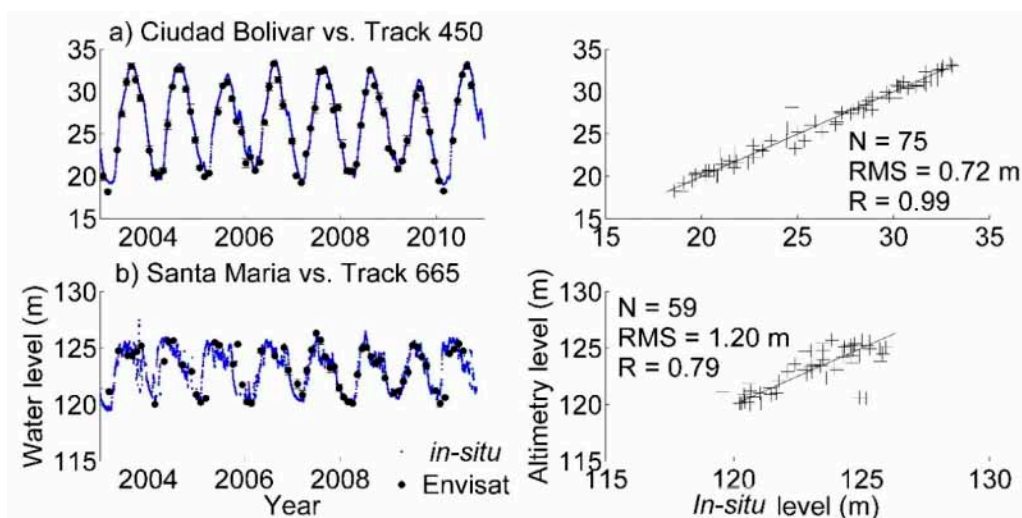 a) Ciudad Bolivar vs. Track 450
35
30
25
20
15
2004 2006 2008 2010
35
30
25
20
15
N = 75
RMS = 0.72 m
R = 0.99
15 20 25 30 35
b) Santa Maria vs. Track 665
Water level (m)
130
125
120
115
2004 2006 2008 2010
Year
in-situ
Envisat
Altimetry level (m)
130
125
120
115
N = 59
RMS = 1.20 m
R = 0.79
115 120 125 130
In-situ level (m)